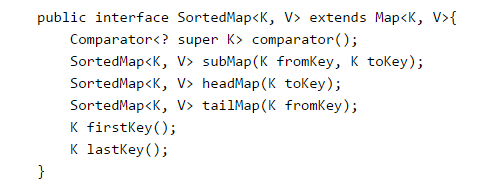 public interface SortedMap<K, V> extends Map<K, V>{
    Comparator<? super K> comparator();
    SortedMap<K, V> subMap(K fromKey, K toKey);
    SortedMap<K, V> headMap(K toKey);
    SortedMap<K, V> tailMap(K fromKey);
    K firstKey();
    K lastKey();
}